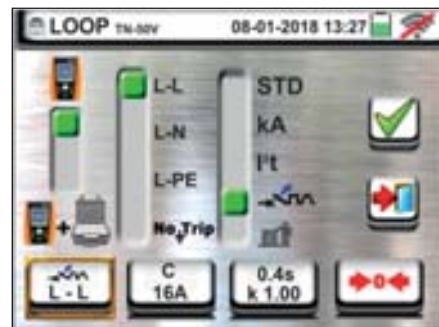 LOOP TN-50V 08-01-2018 13:27
L-L STD
L-N kA
L-PE I²t
No Trip
L - L
C
16A
0.4s
k 1.00
0